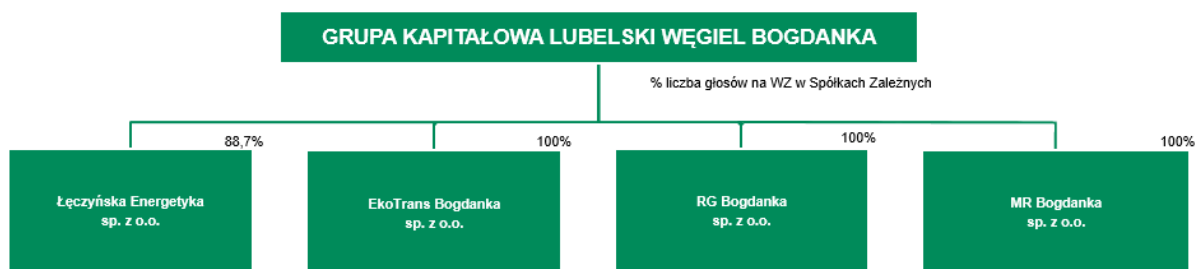 GRUPA KAPITAŁOWA LUBELSKI WĘGIEL BOGDANKA
% liczba głosów na WZ w Spółkach Zależnych
88,7%
100%
100%
100%
Łęczyńska Energetyka
sp. z o.o.
EkoTrans Bogdanka
sp. z o.o.
RG Bogdanka
sp. z o.o.
MR Bogdanka
sp. z o.o.